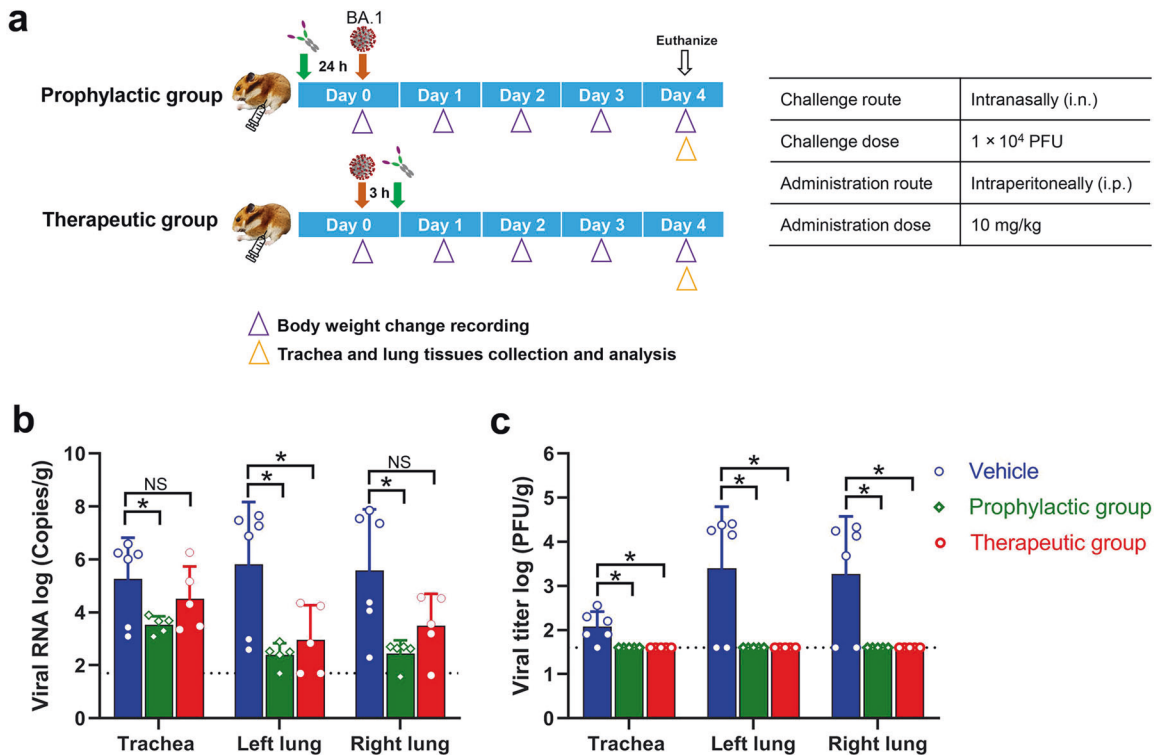 a
BA.1
24 h
Euthanize
Prophylactic group
Day 0 Day 1 Day 2 Day 3 Day 4
3 h
Therapeutic group
Day 0 Day 1 Day 2 Day 3 Day 4
Body weight change recording
Trachea and lung tissues collection and analysis
Challenge route Intranasally (i.n.)
Challenge dose 1 × 10⁴ PFU
Administration route Intraperitoneally (i.p.)
Administration dose 10 mg/kg
b
Viral RNA log (Copies/g)
10
8
6
4
2
0
NS
*
*
*
NS
*
Trachea Left lung Right lung
c
Viral titer log (PFU/g)
6
5
4
3
2
1
0
*
*
*
*
*
*
Trachea Left lung Right lung
Vehicle
Prophylactic group
Therapeutic group